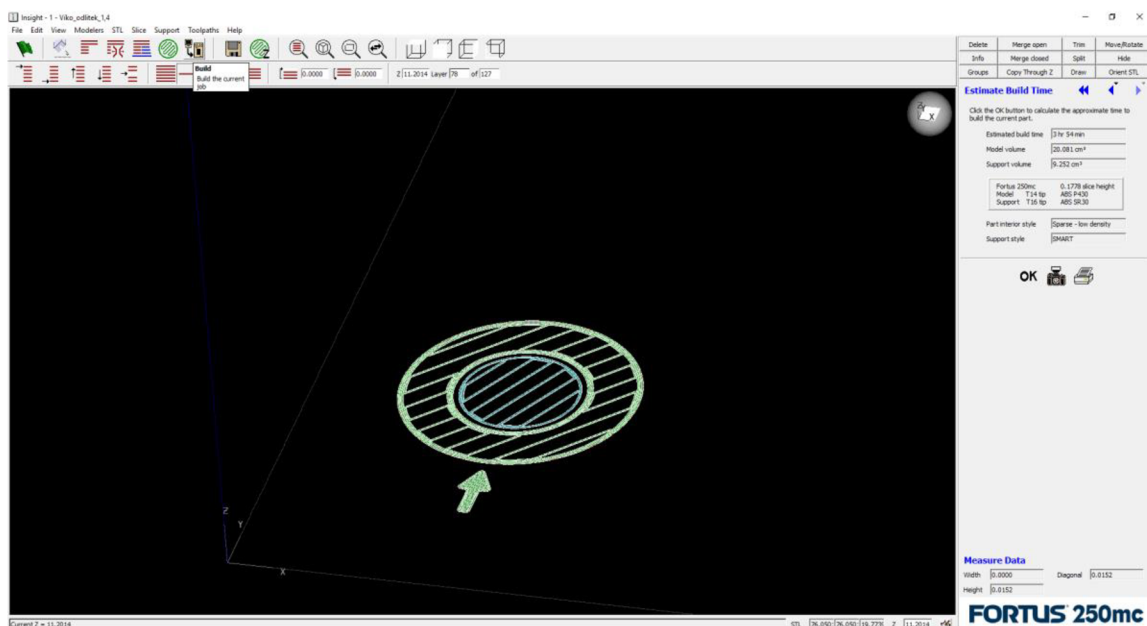 Insight - 1 - Viko_odlitek_1,4
File Edit View Modelers STL Slice Support Toolpaths Help
Build
Build the current
job
0.0000 0.0000 Z 11.2014 Layer 78 of 127
Delete Merge open Trim Move/Rotate
Info Merge closed Split Hide
Groups Copy Through Z Draw Orient STL
Estimate Build Time
Click the OK button to calculate the approximate time to
build the current part.
Estimated build time 3 hr 54 min
Model volume 20.081 cm³
Support volume 9.252 cm³
Fortus 250mc 0.1778 slice height
Model T14 tip ABS P430
Support T16 tip ABS SR30
Part interior style Sparse - low density
Support style SMART
OK
Z
Y
X
Measure Data
Width 0.0000 Diagonal 0.0152
Height 0.0152
FORTUS 250mc
Current Z = 11.2014 STL Z 11.2014